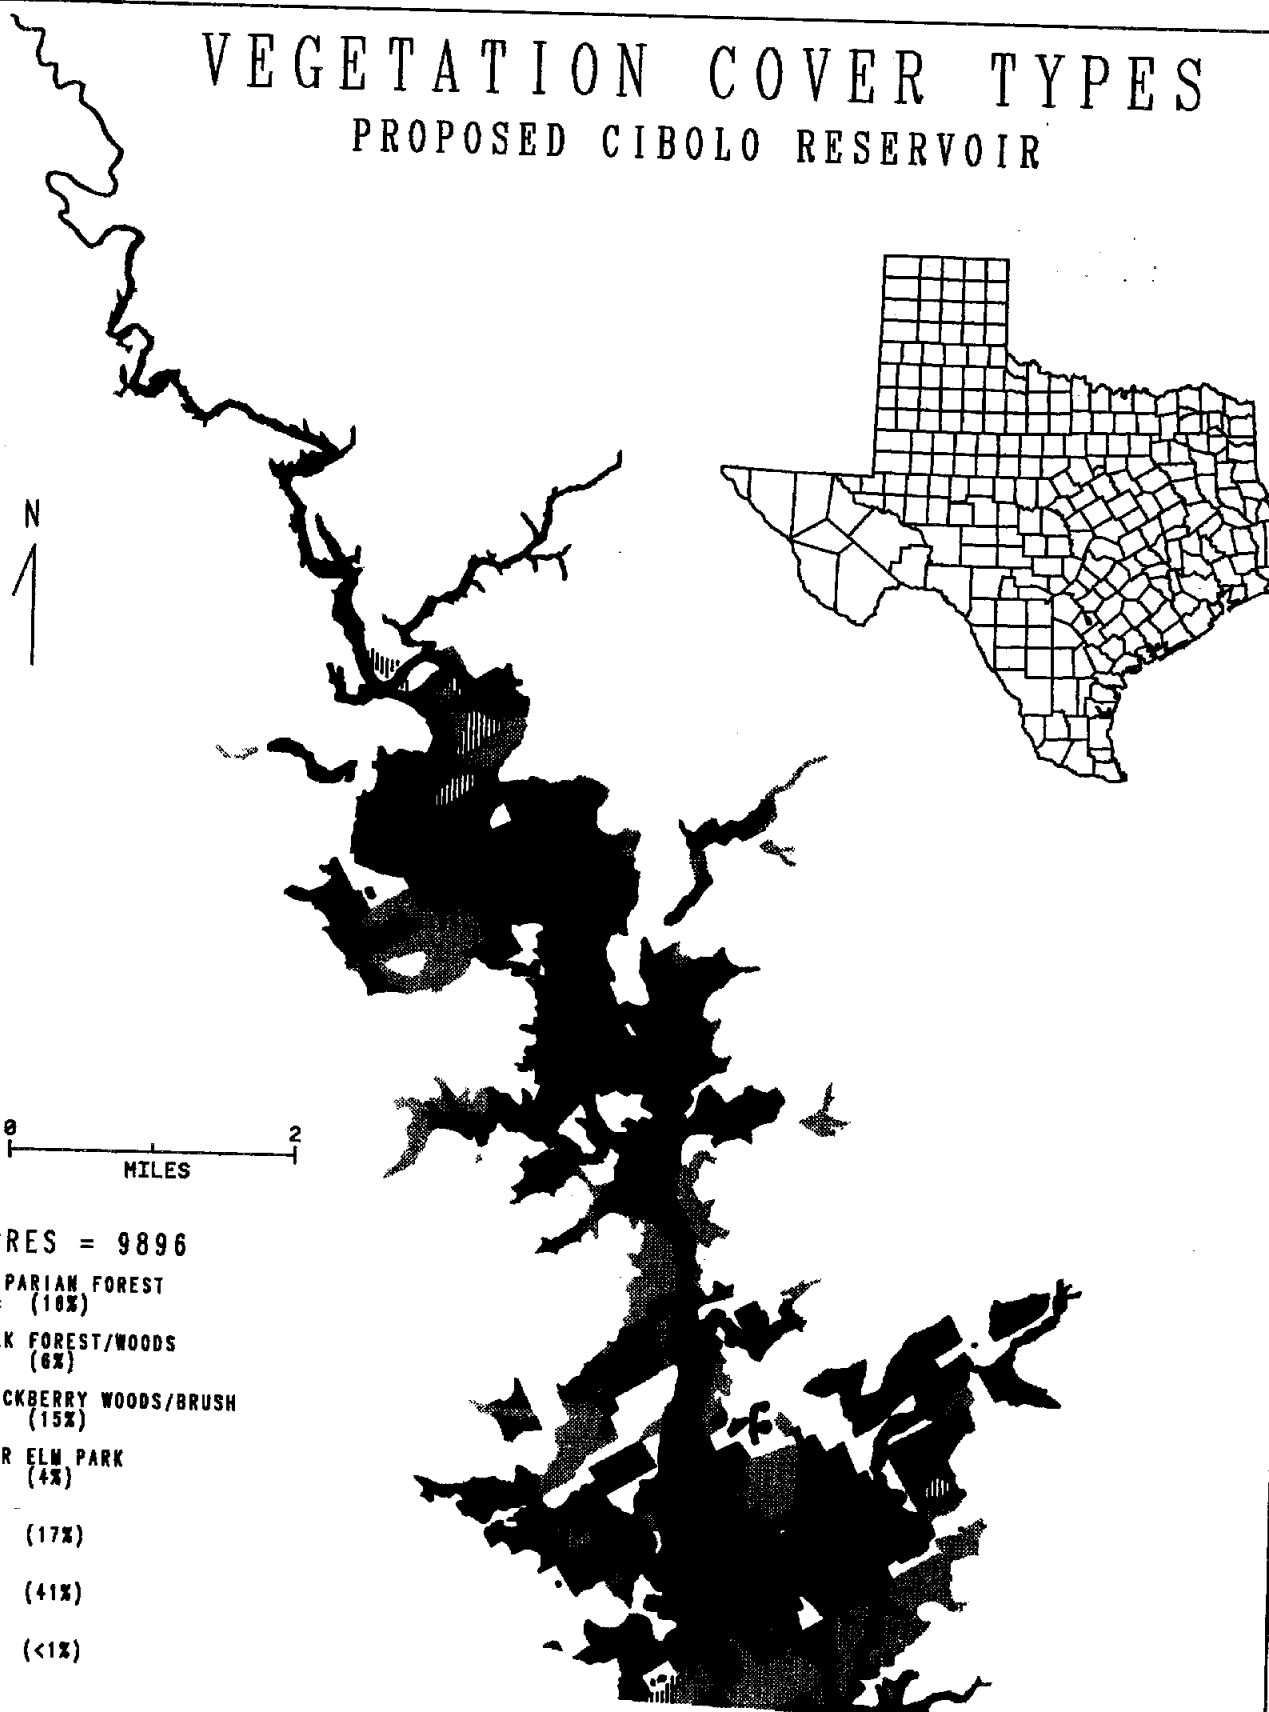 VEGETATION COVER TYPES
PROPOSED CIBOLO RESERVOIR
N
0 2
MILES
RES = 9896
PARIAN FOREST
(16%)
K FOREST/WOODS
(6%)
CKBERRY WOODS/BRUSH
(15%)
R ELM PARK
(4%)
(17%)
(41%)
(<1%)